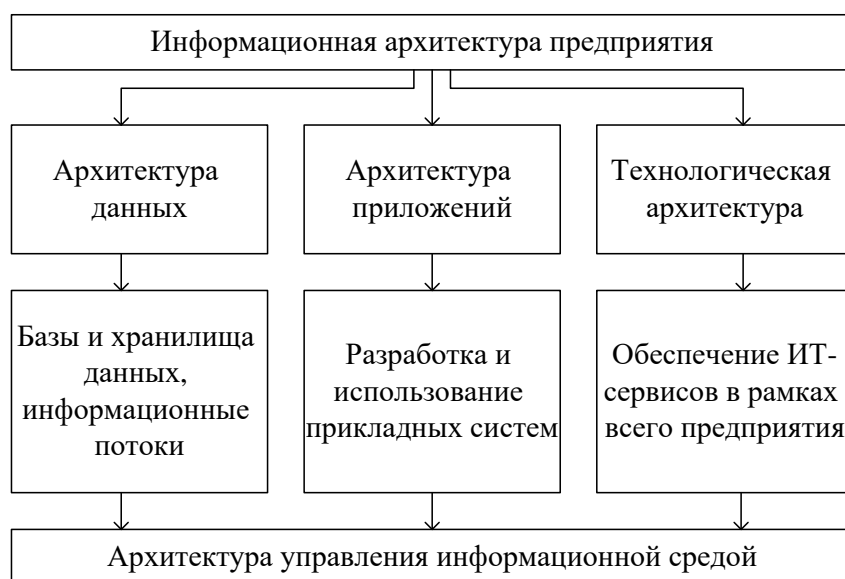 Информационная архитектура предприятия
Архитектура
данных
Архитектура
приложений
Технологическая
архитектура
Базы и хранилища
данных,
информационные
потоки
Разработка и
использование
прикладных систем
Обеспечение ИТ-
сервисов в рамках
всего предприятия
Архитектура управления информационной средой